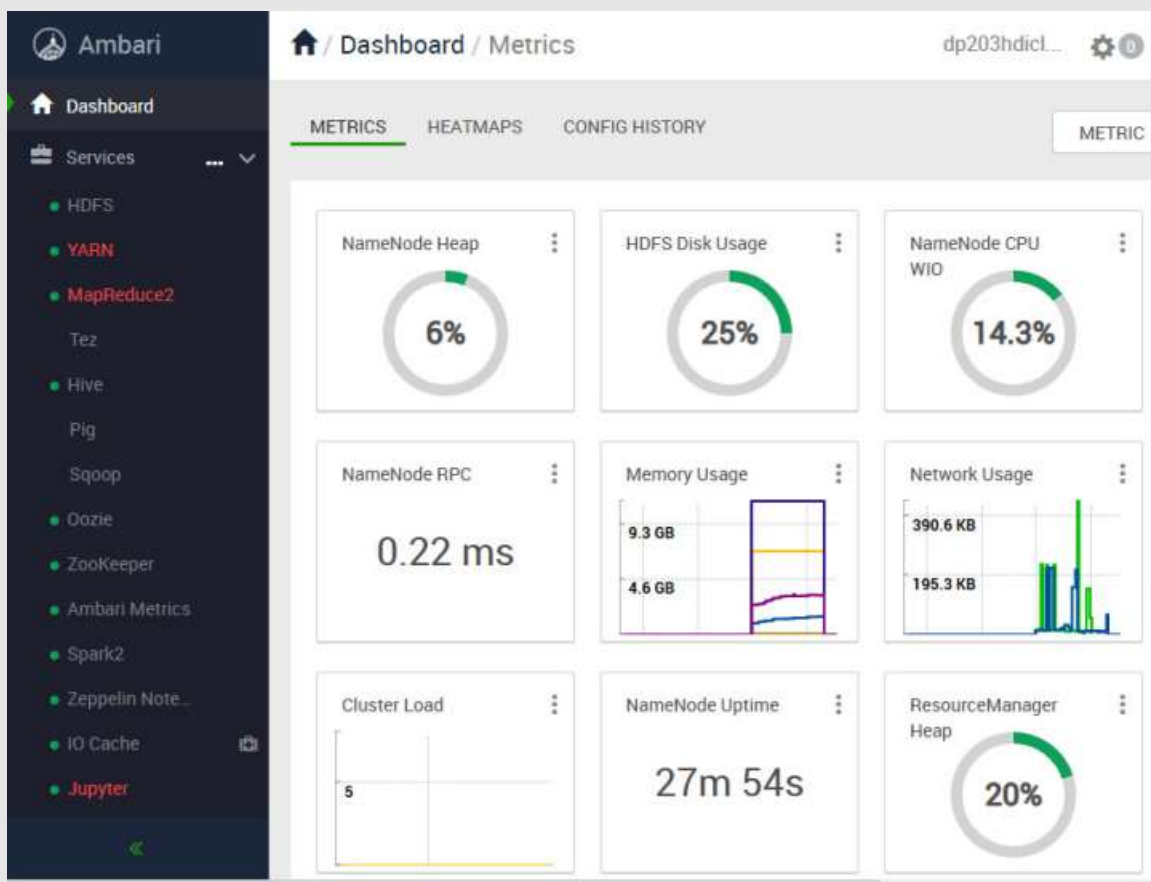 Ambari
/ Dashboard / Metrics
dp203hdicl...
0
Dashboard
Services ...
HDFS
YARN
MapReduce2
Tez
Hive
Pig
Sqoop
Oozie
ZooKeeper
Ambari Metrics
Spark2
Zeppelin Note...
IO Cache
Jupyter
METRICS
HEATMAPS
CONFIG HISTORY
METRIC
NameNode Heap
6%
HDFS Disk Usage
25%
NameNode CPU
WIO
14.3%
NameNode RPC
0.22 ms
Memory Usage
9.3 GB
4.6 GB
Network Usage
390.6 KB
195.3 KB
Cluster Load
5
NameNode Uptime
27m 54s
ResourceManager
Heap
20%